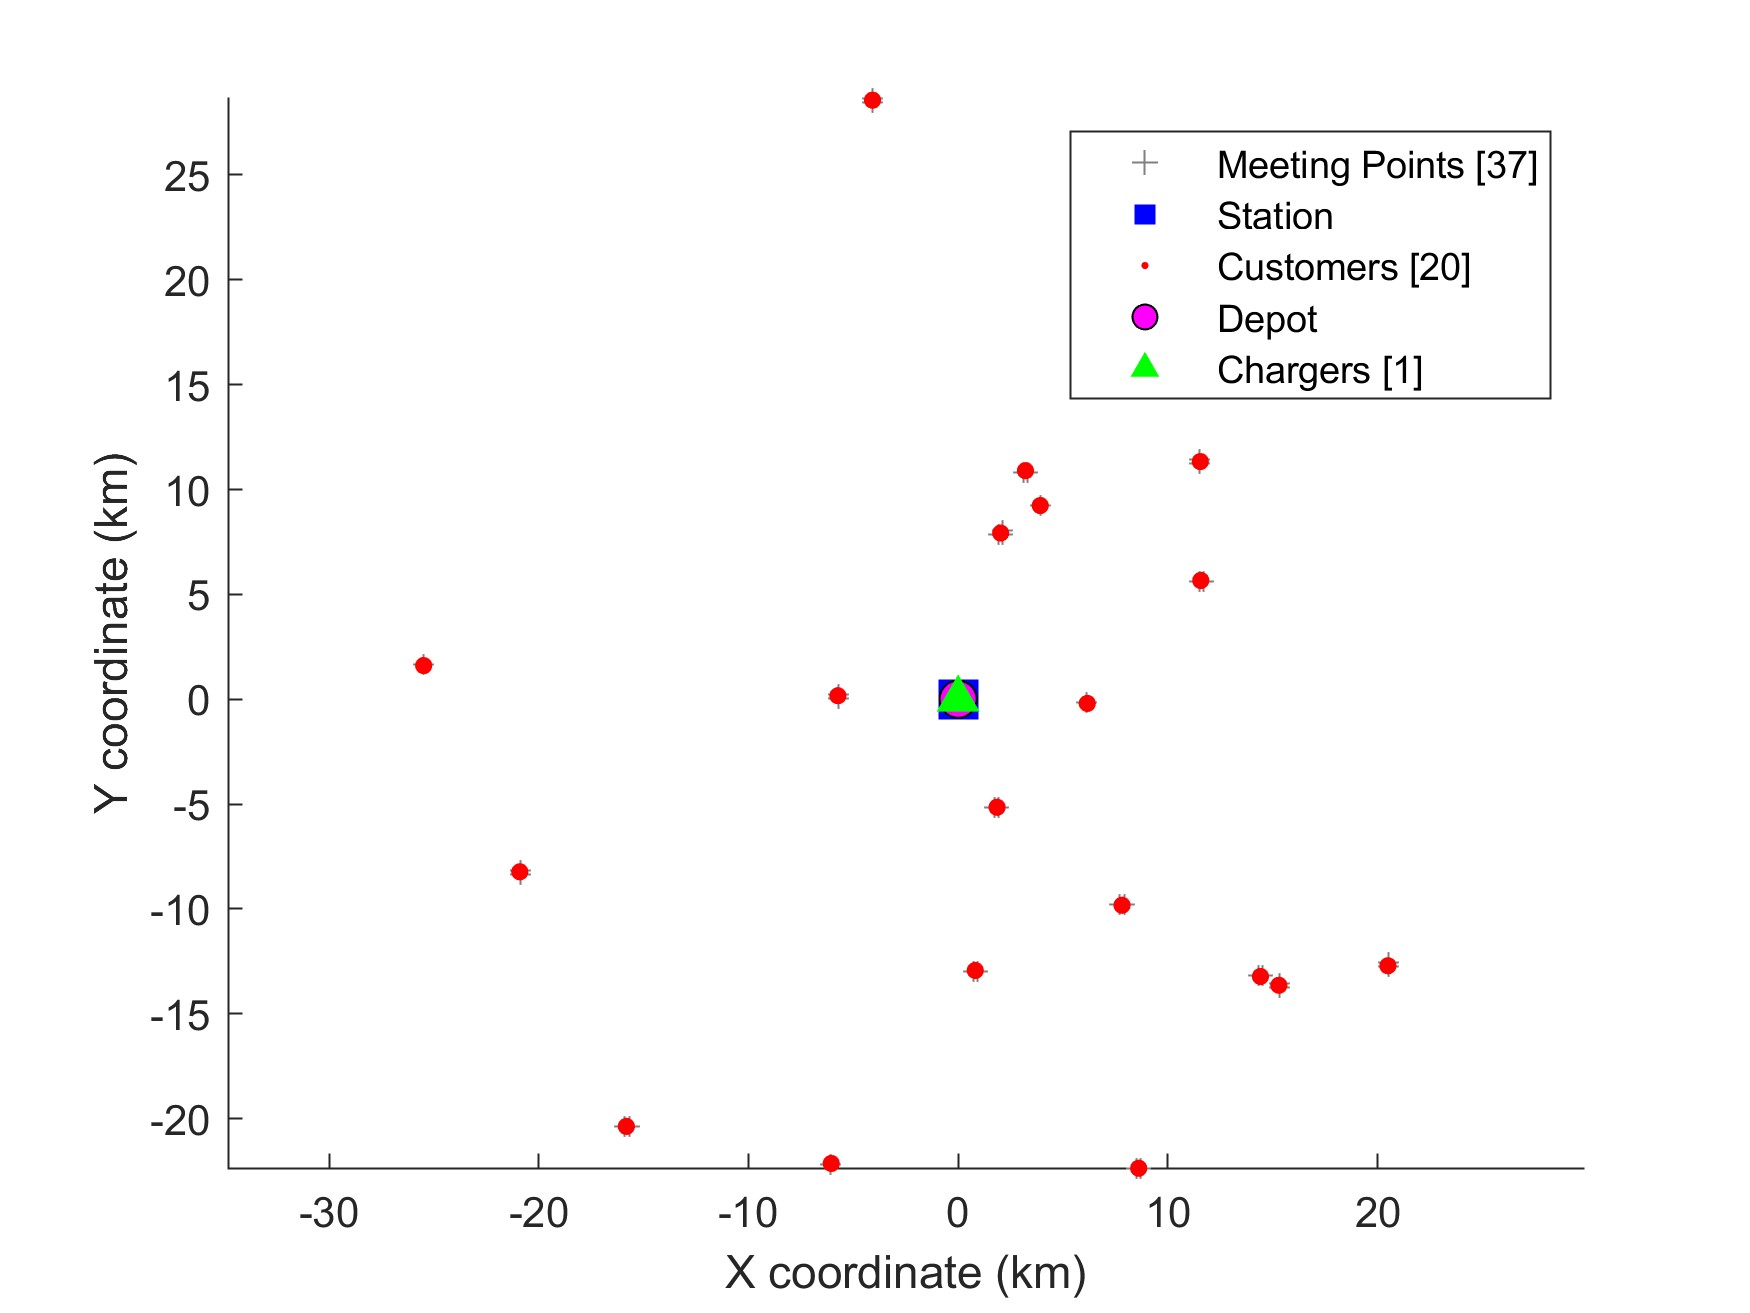 25
20
15
10
5
0
-5
-10
-15
-20
Y coordinate (km)
Meeting Points [37]
Station
Customers [20]
Depot
Chargers [1]
-30 -20 -10 0 10 20
X coordinate (km)